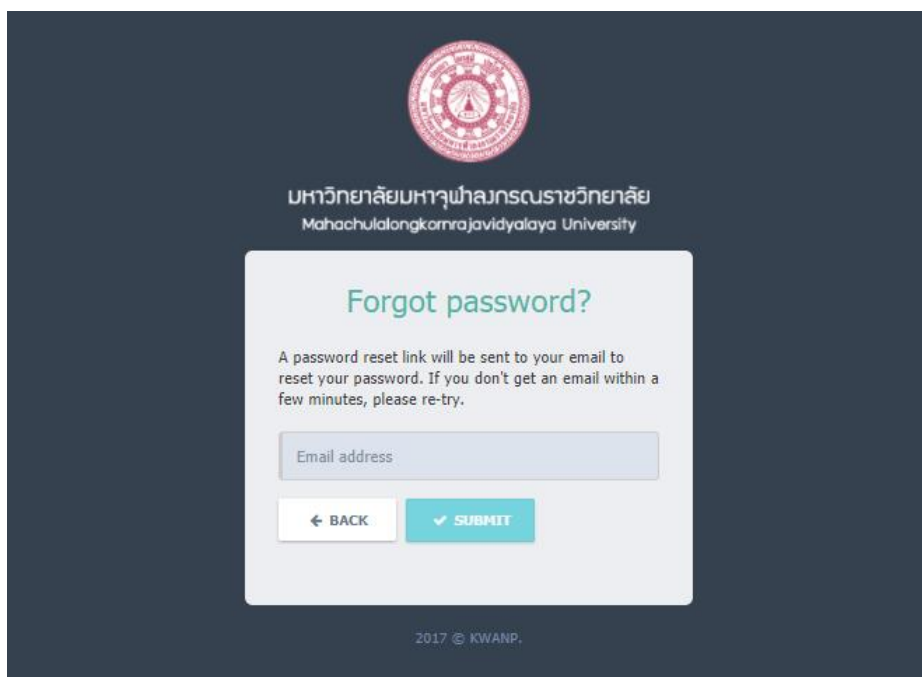 มหาวิทยาลัยมหาจุฬาลงกรณราชวิทยาลัย
Mahachulalongkornrajavidyalaya University
Forgot password?
A password reset link will be sent to your email to
reset your password. If you don't get an email within a
few minutes, please re-try.
Email address
BACK
SUBMIT
2017 © KWANP.